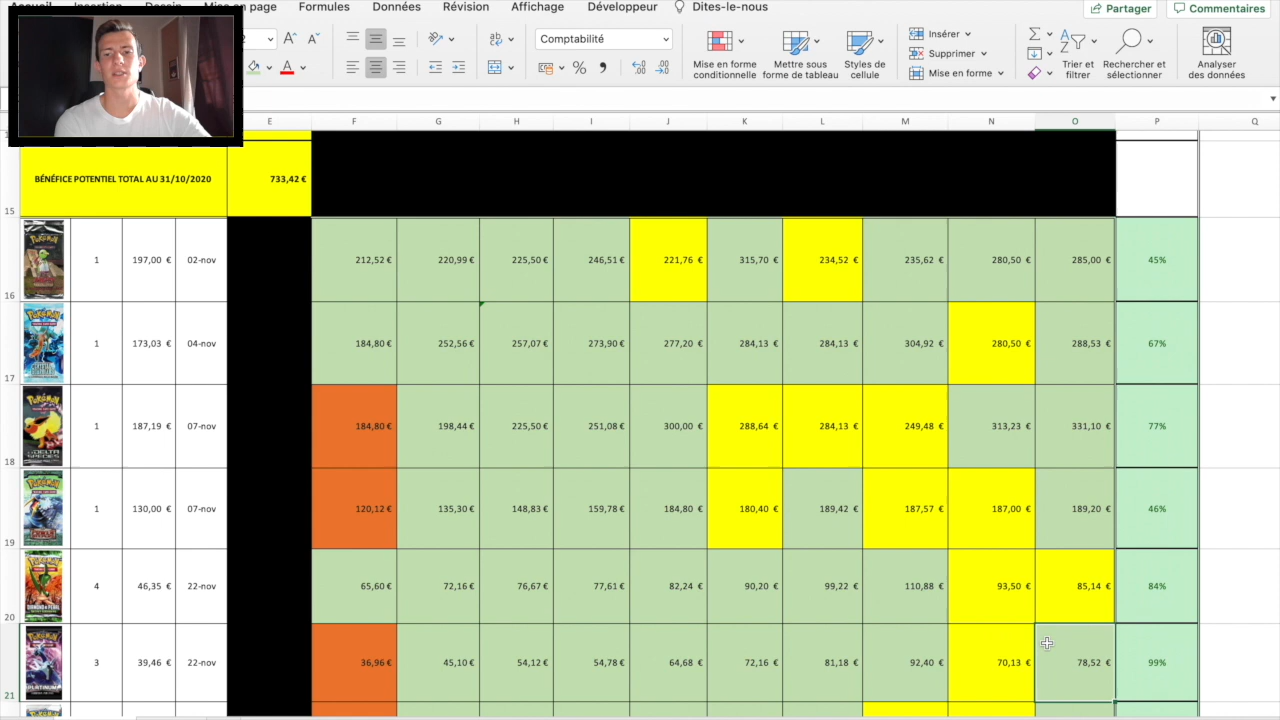 Accueil Insertion Dessin Mise en page Formules Données Révision Affichage Développeur Dites-le-nous Partager Commentaires
Comptabilité
Mise en forme conditionnelle
Mettre sous forme de tableau
Styles de cellule
Insérer
Supprimer
Mise en forme
Trier et filtrer
Rechercher et sélectionner
Analyse des données
E F G H I J K L M N O P Q
15 BÉNÉFICE POTENTIEL TOTAL AU 31/10/2020 733,42 €
16 1 197,00 € 02-nov 212,52 € 220,99 € 225,50 € 246,51 € 221,76 € 315,70 € 234,52 € 235,62 € 280,50 € 285,00 € 45%
17 1 173,03 € 04-nov 184,80 € 252,56 € 257,07 € 273,90 € 277,20 € 284,13 € 284,13 € 304,92 € 280,50 € 288,53 € 67%
18 1 187,19 € 07-nov 184,80 € 198,44 € 225,50 € 251,08 € 300,00 € 288,64 € 284,13 € 249,48 € 313,23 € 331,10 € 77%
19 1 130,00 € 07-nov 120,12 € 135,30 € 148,83 € 159,78 € 184,80 € 180,40 € 189,42 € 187,57 € 187,00 € 189,20 € 46%
20 4 46,35 € 22-nov 65,60 € 72,16 € 76,67 € 77,61 € 82,24 € 90,20 € 99,22 € 110,88 € 93,50 € 85,14 € 84%
21 3 39,46 € 22-nov 36,96 € 45,10 € 54,12 € 54,78 € 64,68 € 72,16 € 81,18 € 92,40 € 70,13 € 78,52 € 99%